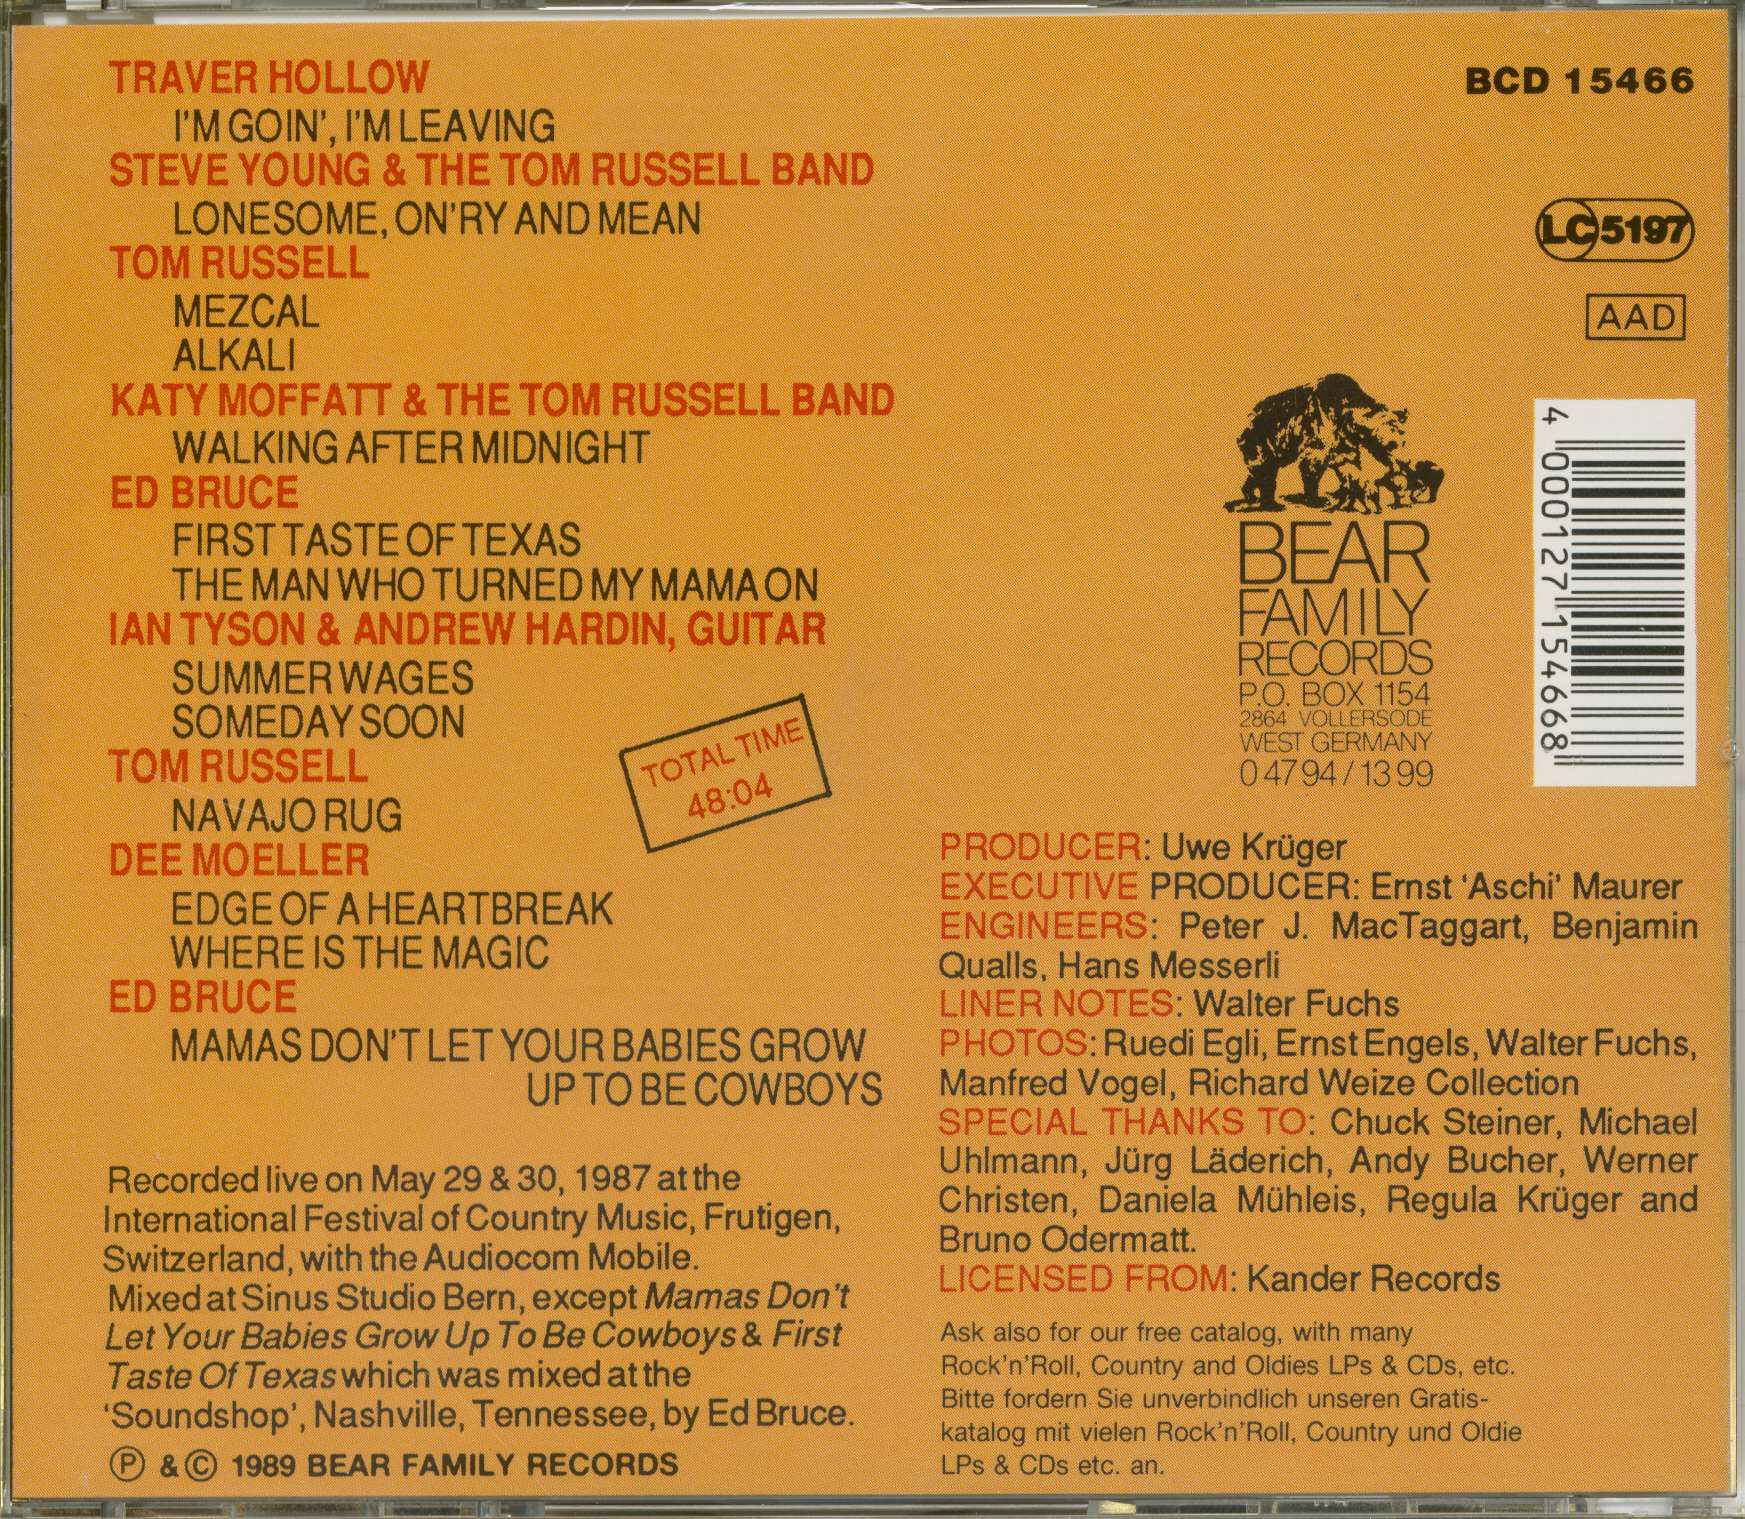 TRAVER HOLLOW
I'M GOIN', I'M LEAVING
STEVE YOUNG & THE TOM RUSSELL BAND
LONESOME, ON'RY AND MEAN
TOM RUSSELL
MEZCAL
ALKALI
KATY MOFFATT & THE TOM RUSSELL BAND
WALKING AFTER MIDNIGHT
ED BRUCE
FIRST TASTE OF TEXAS
THE MAN WHO TURNED MY MAMA ON
IAN TYSON & ANDREW HARDIN, GUITAR
SUMMER WAGES
SOMEDAY SOON
TOM RUSSELL
NAVAJO RUG
DEE MOELLER
EDGE OF A HEARTBREAK
WHERE IS THE MAGIC
ED BRUCE
MAMAS DON'T LET YOUR BABIES GROW
UP TO BE COWBOYS
TOTAL TIME
48:04
Recorded live on May 29 & 30, 1987 at the
International Festival of Country Music, Frutigen,
Switzerland, with the Audiocom Mobile.
Mixed at Sinus Studio Bern, except Mamas Don't
Let Your Babies Grow Up To Be Cowboys & First
Taste Of Texas which was mixed at the
'Soundshop', Nashville, Tennessee, by Ed Bruce.
Ⓟ & © 1989 BEAR FAMILY RECORDS
BCD 15466
LC 5197
AAD
4 000127 154668
BEAR
FAMILY
RECORDS
P.O. BOX 1154
2864 VOLLERSODE
WEST GERMANY
0 47 94 / 13 99
PRODUCER: Uwe Krüger
EXECUTIVE PRODUCER: Ernst 'Aschi' Maurer
ENGINEERS: Peter J. MacTaggart, Benjamin
Qualls, Hans Messerli
LINER NOTES: Walter Fuchs
PHOTOS: Ruedi Egli, Ernst Engels, Walter Fuchs,
Manfred Vogel, Richard Weize Collection
SPECIAL THANKS TO: Chuck Steiner, Michael
Uhlmann, Jürg Läderich, Andy Bucher, Werner
Christen, Daniela Mühleis, Regula Krüger and
Bruno Odermatt.
LICENSED FROM: Kander Records
Ask also for our free catalog, with many
Rock'n'Roll, Country and Oldies LPs & CDs, etc.
Bitte fordern Sie unverbindlich unseren Gratis-
katalog mit vielen Rock'n'Roll, Country und Oldie
LPs & CDs etc. an.